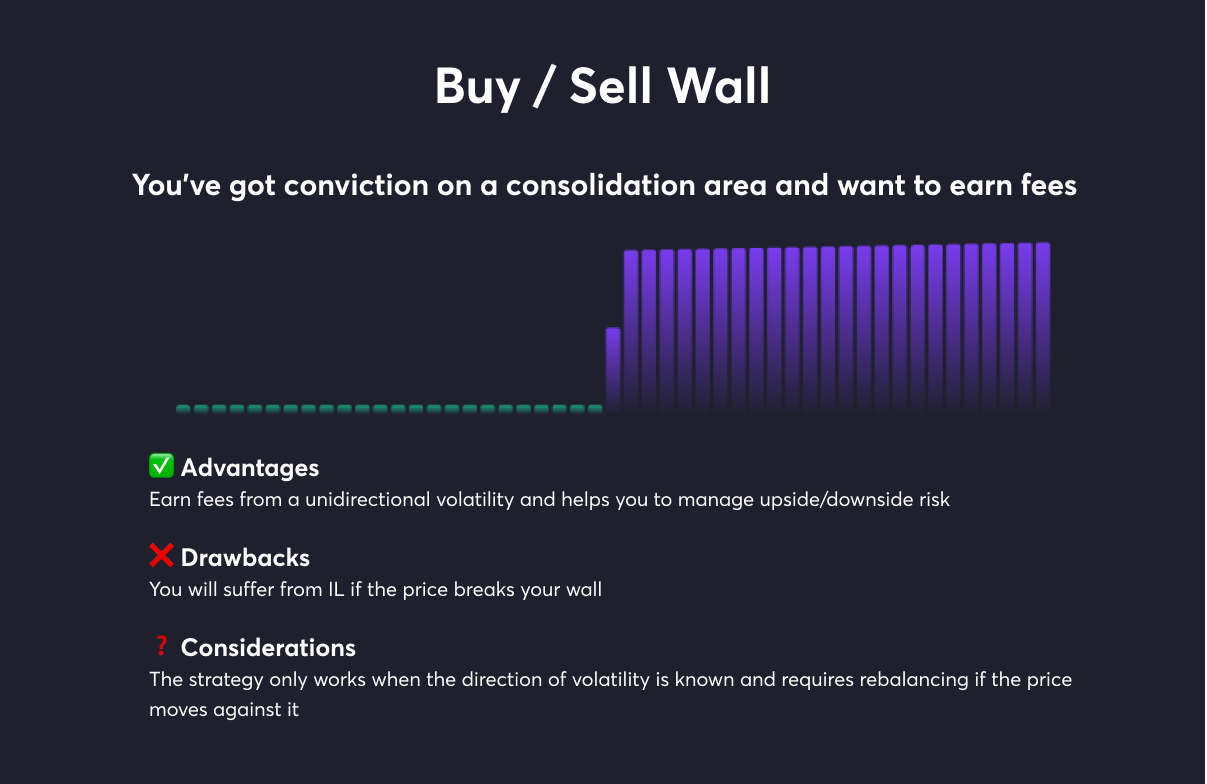 Buy / Sell Wall
You've got conviction on a consolidation area and want to earn fees
✅ Advantages
Earn fees from a unidirectional volatility and helps you to manage upside/downside risk
❌ Drawbacks
You will suffer from IL if the price breaks your wall
❓ Considerations
The strategy only works when the direction of volatility is known and requires rebalancing if the price
moves against it